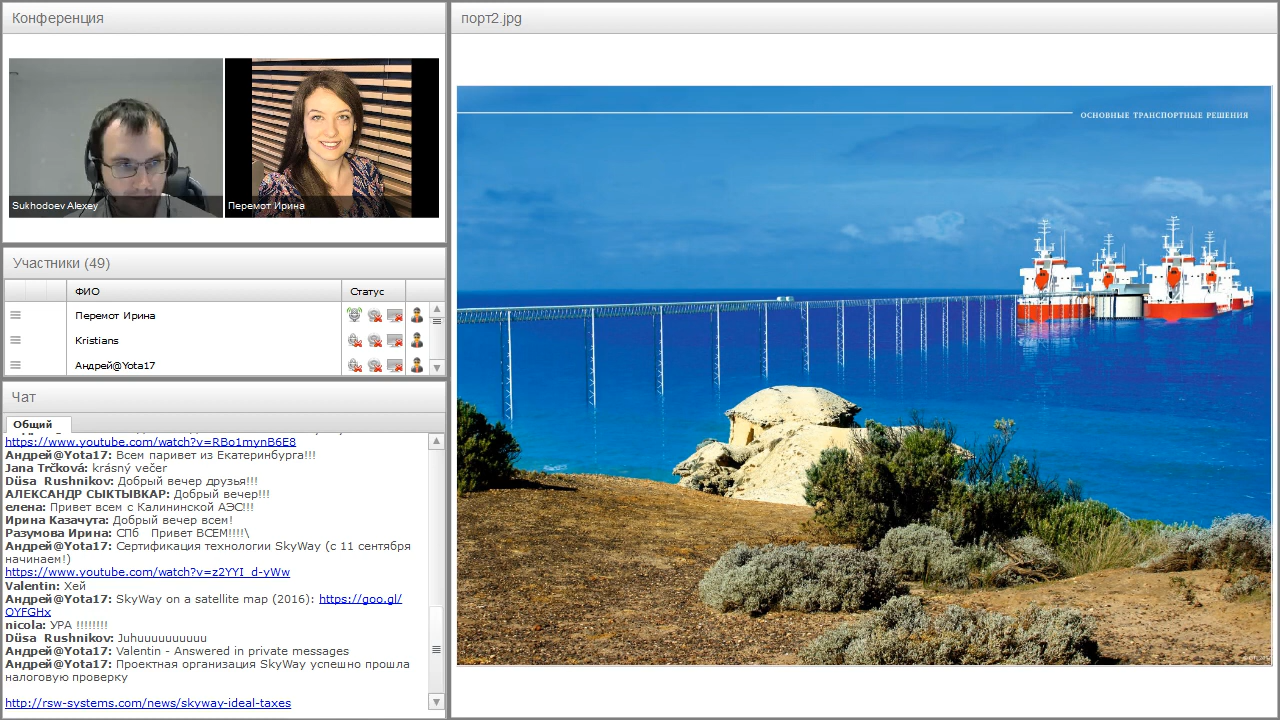 Конференция
Sukhodoev Alexey
Перемот Ирина
Участники (49)
ФИО
Статус
Перемот Ирина
Kristians
Андрей@Yota17
Чат
Общий
https://www.youtube.com/watch?v=RBo1mynB6E8
Андрей@Yota17: Всем паривет из Екатеринбурга!!!
Jana Trčková: krásný večer
Düsa Rushnikov: Добрый вечер друзья!!!
АЛЕКСАНДР СЫКТЫВКАР: Добрый вечер!!!
елена: Привет всем с Калининской АЭС!!!
Ирина Казачута: Добрый вечер всем!
Разумова Ирина: СПб Привет ВСЕМ!!!!\
Андрей@Yota17: Сертификация технологии SkyWay (с 11 сентября
начинаем!)
https://www.youtube.com/watch?v=z2YYI_d-yWw
Valentin: Хей
Андрей@Yota17: SkyWay on a satellite map (2016): https://goo.gl/
OYFGHx
nicola: УРА !!!!!!!!
Düsa Rushnikov: Juhuuuuuuuuuu
Андрей@Yota17: Valentin - Answered in private messages
Андрей@Yota17: Проектная организация SkyWay успешно прошла
налоговую проверку
http://rsw-systems.com/news/skyway-ideal-taxes
порт2.jpg
ОСНОВНЫЕ ТРАНСПОРТНЫЕ РЕШЕНИЯ